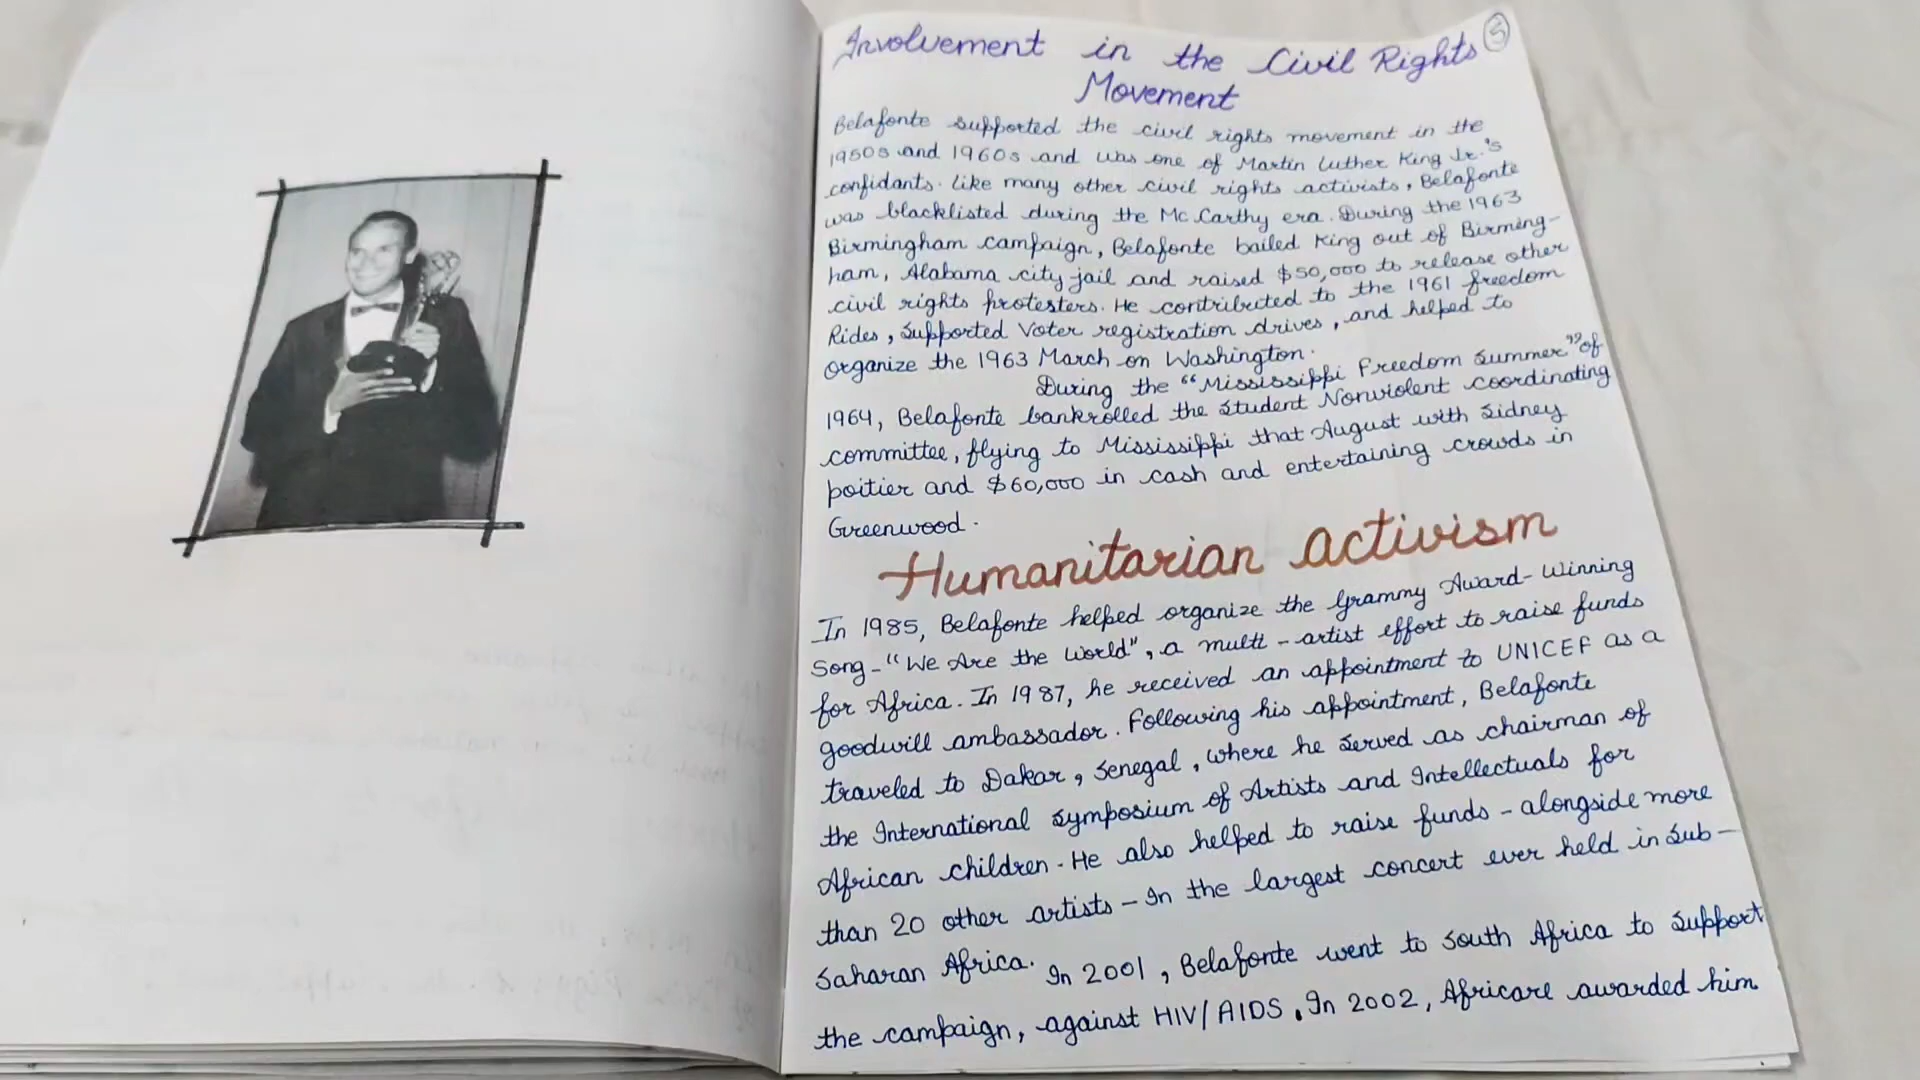 Involvement in the Civil Rights
5
Movement
Belafonte supported the civil rights movement in the
1950s and 1960s and was one of Martin Luther King Jr.'s
confidants. Like many other civil rights activists, Belafonte
was blacklisted during the McCarthy era. During the 1963
Birmingham campaign, Belafonte bailed King out of Birming-
ham, Alabama city jail and raised $50,000 to release other
civil rights protesters. He contributed to the 1961 freedom
Rides, supported Voter registration drives, and helped to
organize the 1963 March on Washington.
During the "Mississippi Freedom Summer" of
1964, Belafonte bankrolled the Student Nonviolent coordinating
committee, flying to Mississippi that August with Sidney
poitier and $60,000 in cash and entertaining crowds in
Greenwood.
Humanitarian activism
In 1985, Belafonte helped organize the Grammy Award-Winning
Song-"We Are the World", a multi-artist effort to raise funds
for Africa. In 1987, he received an appointment to UNICEF as a
goodwill ambassador. Following his appointment, Belafonte
traveled to Dakar, Senegal, where he served as chairman of
the International Symposium of Artists and Intellectuals for
African children. He also helped to raise funds - alongside more
than 20 other artists - In the largest concert ever held in Sub-
Saharan Africa. In 2001, Belafonte went to South Africa to support
the campaign, against HIV/AIDS. In 2002, Africare awarded him